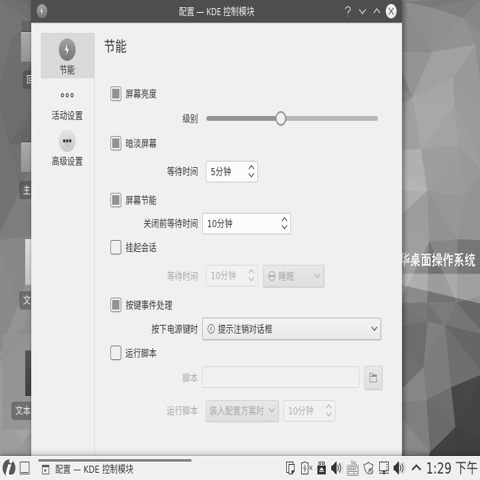 配置 — KDE 控制模块
节能
活动设置
高级设置
节能
屏幕亮度
级别
暗淡屏幕
等待时间
5分钟
屏幕节能
关闭前等待时间
10分钟
挂起会话
等待时间
10分钟
睡眠
按键事件处理
按下电源键时
提示注销对话框
运行脚本
脚本
运行脚本
装入配置方案时
10分钟
主
文
文本
华桌面操作系统
配置 — KDE 控制模块
1:29 下午